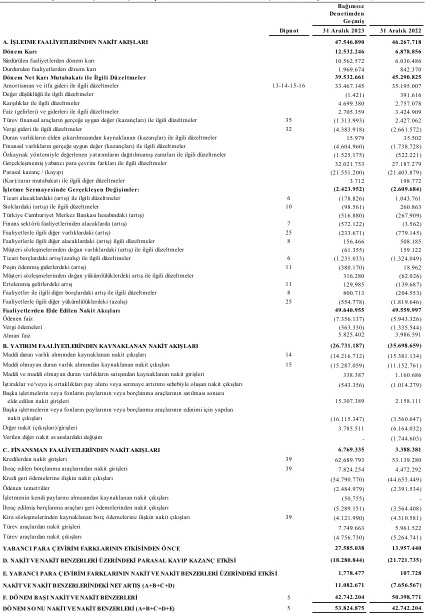 Bağımsız
Denetimden
Geçmiş
Dipnot 31 Aralık 2023 31 Aralık 2022
A. İŞLETME FAALİYETLERİNDEN NAKİT AKIŞLARI 47.546.890 46.267.718
Dönem Karı 12.532.246 6.878.856
Sürdürülen faaliyetlerden dönem karı 10.562.572 6.036.486
Durdurulan faaliyetlerden dönem karı 1.969.674 842.370
Dönem Net Karı Mutabakatı ile İlgili Düzeltmeler 39.532.661 45.290.825
Amortisman ve itfa gideri ile ilgili düzeltmeler 13-14-15-16 33.467.145 35.195.007
Değer düşüklüğü ile ilgili düzeltmeler (1.421) 391.616
Karşılıklar ile ilgili düzeltmeler 4.699.380 2.757.078
Faiz (gelirleri) ve giderleri ile ilgili düzeltmeler 2.705.359 3.424.909
Türev finansal araçların gerçeğe uygun değer (kazançları) ile ilgili düzeltmeler 35 (1.313.993) 2.427.062
Vergi gideri ile ilgili düzeltmeler 32 (4.383.918) (2.661.572)
Duran varlıkların elden çıkarılmasından kaynaklanan (kazançlar) ile ilgili düzeltmeler 15.979 35.502
Finansal varlıkların gerçeğe uygun değer (kazançları) ile ilgili düzeltmeler (4.604.960) (1.738.728)
Özkaynak yöntemiyle değerlenen yatırımların dağıtılmamış zararları ile ilgili düzeltmeler (1.525.175) (522.221)
Gerçekleşmemiş yabancı para çevrim farkları ile ilgili düzeltmeler 32.021.753 27.187.279
Parasal kazanç / (kayıp) (21.551.200) (21.403.879)
(Kar)/zarar mutabakatı ile ilgili diğer düzeltmeler 3.712 198.772
İşletme Sermayesinde Gerçekleşen Değişimler: (2.423.952) (2.609.684)
Ticari alacaklardaki (artış) ile ilgili düzeltmeler 6 (178.826) 1.043.761
Stoklardaki (artış) ile ilgili düzeltmeler 10 (98.561) 260.863
Türkiye Cumhuriyet Merkez Bankası hesabındaki (artış) (516.880) (267.909)
Finans sektörü faaliyetlerinden alacaklarda (artış) 7 (572.122) (3.562)
Faaliyetlerle ilgili diğer varlıklardaki (artış) 25 (233.671) (779.145)
Faaliyetlerle ilgili diğer alacaklardaki (artış) ilgili düzeltmeler 8 156.466 508.185
Müşteri sözleşmelerinden doğan varlıklardaki (artış) ile ilgili düzeltmeler (61.355) 159.122
Ticari borçlardaki artış/(azalış) ile ilgili düzeltmeler 6 (1.231.033) (1.324.049)
Peşin ödenmiş giderlerdeki (artış) 11 (380.170) 18.962
Müşteri sözleşmelerinden doğan yükümlülüklerdeki artış ile ilgili düzeltmeler 316.280 (62.026)
Ertelenmiş gelirlerdeki artış 11 129.985 (139.687)
Faaliyetler ile ilgili diğer borçlardaki artış ile ilgili düzeltmeler 8 800.713 (204.553)
Faaliyetlerle ilgili diğer yükümlülüklerdeki (azalış) 25 (554.778) (1.819.646)
Faaliyetlerden Elde Edilen Nakit Akışları 49.640.955 49.559.997
Ödenen faiz (7.356.137) (5.943.326)
Vergi ödemeleri (563.330) (1.335.544)
Alınan faiz 5.825.402 3.986.591
B. YATIRIM FAALİYETLERİNDEN KAYNAKLANAN NAKİT AKIŞLARI (26.731.187) (35.698.659)
Maddi duran varlık alımından kaynaklanan nakit çıkışları 14 (14.216.712) (15.381.134)
Maddi olmayan duran varlık alımından kaynaklanan nakit çıkışları 15 (15.287.059) (11.152.761)
Maddi ve maddi olmayan duran varlıkların satışından kaynaklanan nakit girişleri 338.387 1.160.686
İştirakler ve/veya iş ortaklıkları pay alımı veya sermaye artırımı sebebiyle oluşan nakit çıkışları (543.356) (1.014.279)
Başka işletmelerin veya fonların paylarının veya borçlanma araçlarının satılması sonucu
elde edilen nakit girişleri 15.307.389 2.158.111
Başka işletmelerin veya fonların paylarının veya borçlanma araçlarının edinimi için yapılan
nakit çıkışları (16.115.347) (3.560.647)
Diğer nakit (çıkışları)/girişleri 3.785.511 (6.164.032)
Verilen diğer nakit avanslardaki değişim - (1.744.603)
C. FİNANSMAN FAALİYETLERİNDEN NAKİT AKIŞLARI 6.769.335 3.388.381
Kredilerden nakit girişleri 39 62.689.793 53.139.280
İhraç edilen borçlanma araçlarından nakit girişleri 39 7.824.254 4.472.292
Kredi geri ödemelerine ilişkin nakit çıkışları (54.790.770) (44.653.449)
Ödenen temettüler (2.484.979) (2.391.534)
İşletmenin kendi paylarını almasından kaynaklanan nakit çıkışları (50.755) -
İhraç edilmiş borçlanma araçları geri ödemelerinden nakit çıkışları (5.289.151) (3.564.408)
Kira sözleşmelerinden kaynaklanan borç ödemelerine ilişkin nakit çıkışları 39 (4.121.990) (4.310.581)
Türev araçlardan nakit girişleri 7.749.663 5.961.522
Türev araçlardan nakit çıkışları (4.756.730) (5.264.741)
YABANCI PARA ÇEVRİM FARKLARININ ETKİSİNDEN ÖNCE 27.585.038 13.957.440
D. NAKİT VE NAKİT BENZERLERİ ÜZERİNDEKİ PARASAL KAYIP KAZANÇ ETKİSİ (18.280.844) (21.721.735)
E. YABANCI PARA ÇEVRİM FARKLARININ NAKİT VE NAKİT BENZERLERİ ÜZERİNDEKİ ETKİSİ 1.778.477 107.728
NAKİT VE NAKİT BENZERLERİNDEKİ NET ARTIŞ (A+B+C+D) 11.082.671 (7.656.567)
F. DÖNEM BAŞI NAKİT VE NAKİT BENZERLERİ 5 42.742.204 50.398.771
DÖNEM SONU NAKİT VE NAKİT BENZERLERİ (A+B+C+D+E) 5 53.824.875 42.742.204